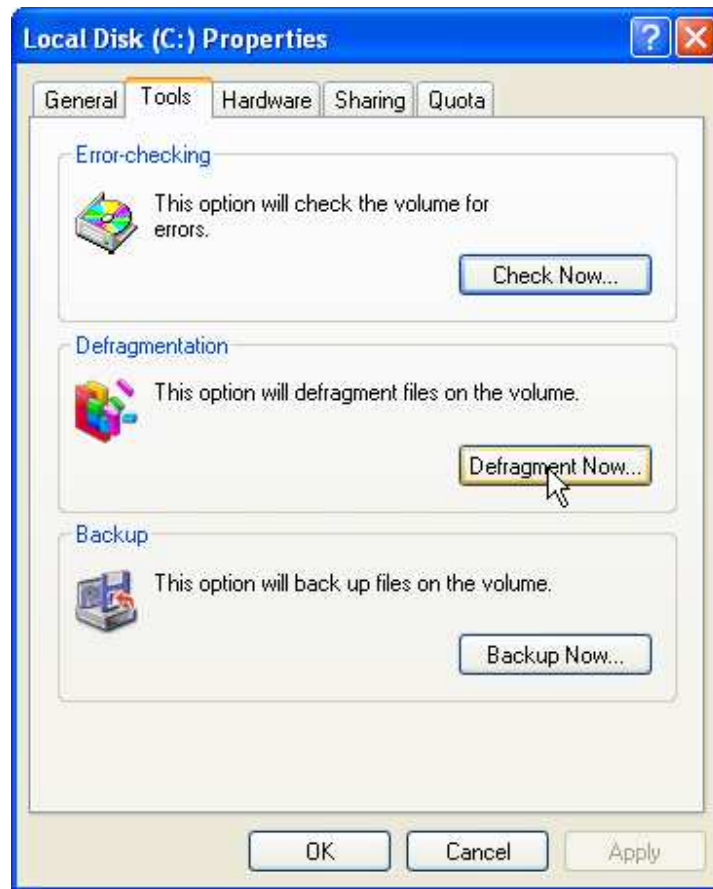 Local Disk (C:) Properties
General Tools Hardware Sharing Quota
Error-checking
This option will check the volume for
errors.
Check Now...
Defragmentation
This option will defragment files on the volume.
Defragment Now...
Backup
This option will back up files on the volume.
Backup Now...
OK Cancel Apply